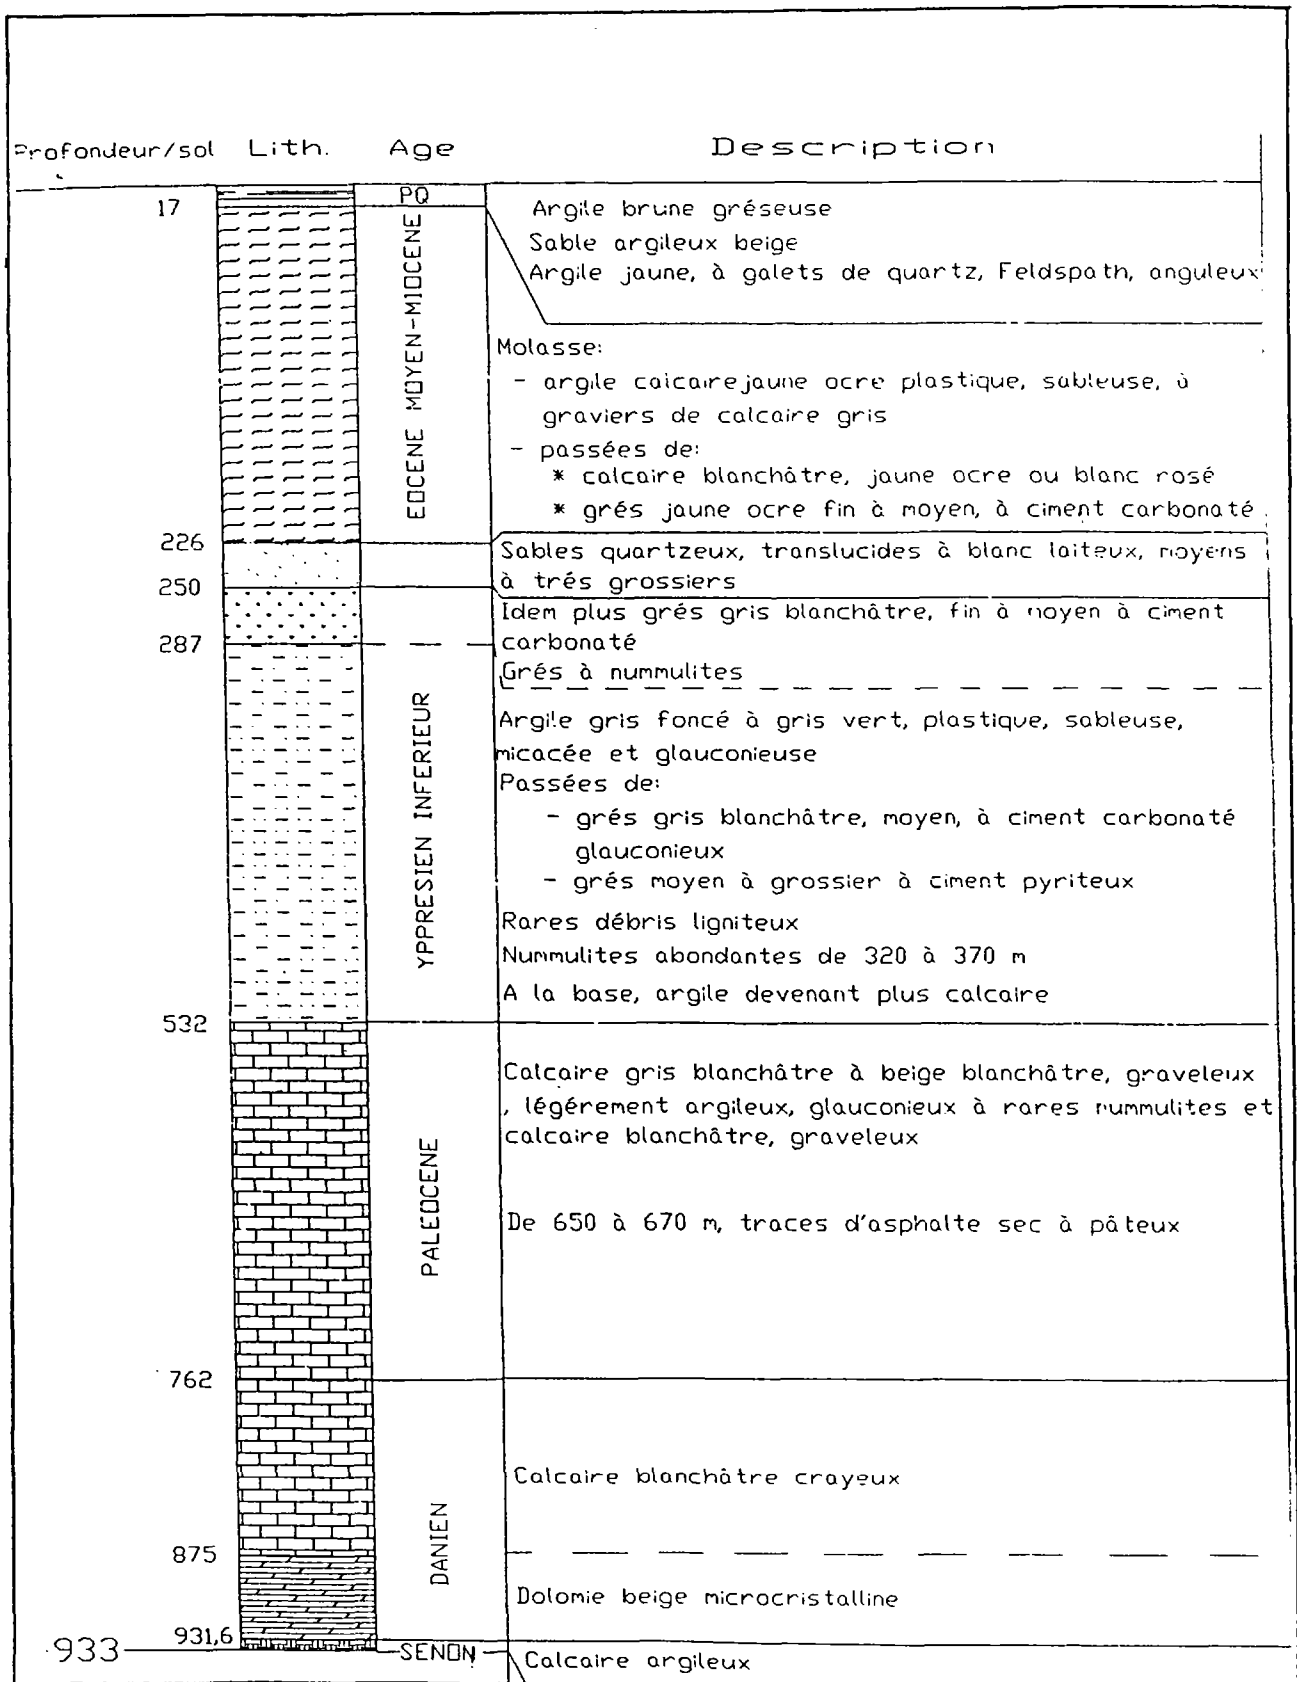 Profondeur/sol Lith. Age Description
PQ
17
Argile brune gréseuse
Sable argileux beige
Argile jaune, à galets de quartz, Feldspath, anguleux
EOCENE MOYEN-MIOCENE
Molasse:
- argile calcaire jaune ocre plastique, sableuse, à
graviers de calcaire gris
- passées de:
* calcaire blanchâtre, jaune ocre ou blanc rosé
* grés jaune ocre fin à moyen, à ciment carbonaté
226
Sables quartzeux, translucides à blanc laiteux, moyens
à trés grossiers
250
Idem plus grés gris blanchâtre, fin à moyen à ciment
carbonaté
287
Grés à nummulites
YPPRESIEN INFERIEUR
Argile gris foncé à gris vert, plastique, sableuse,
micacée et glauconieuse
Passées de:
- grés gris blanchâtre, moyen, à ciment carbonaté
glauconieux
- grés moyen à grossier à ciment pyriteux
Rares débris ligniteux
Nummulites abondantes de 320 à 370 m
A la base, argile devenant plus calcaire
532
PALEOCENE
Calcaire gris blanchâtre à beige blanchâtre, graveleux
, légérement argileux, glauconieux à rares nummulites et
calcaire blanchâtre, graveleux
De 650 à 670 m, traces d'asphalte sec à pâteux
762
DANIEN
Calcaire blanchâtre crayeux
875
Dolomie beige microcristalline
931,6
933 SENON
Calcaire argileux